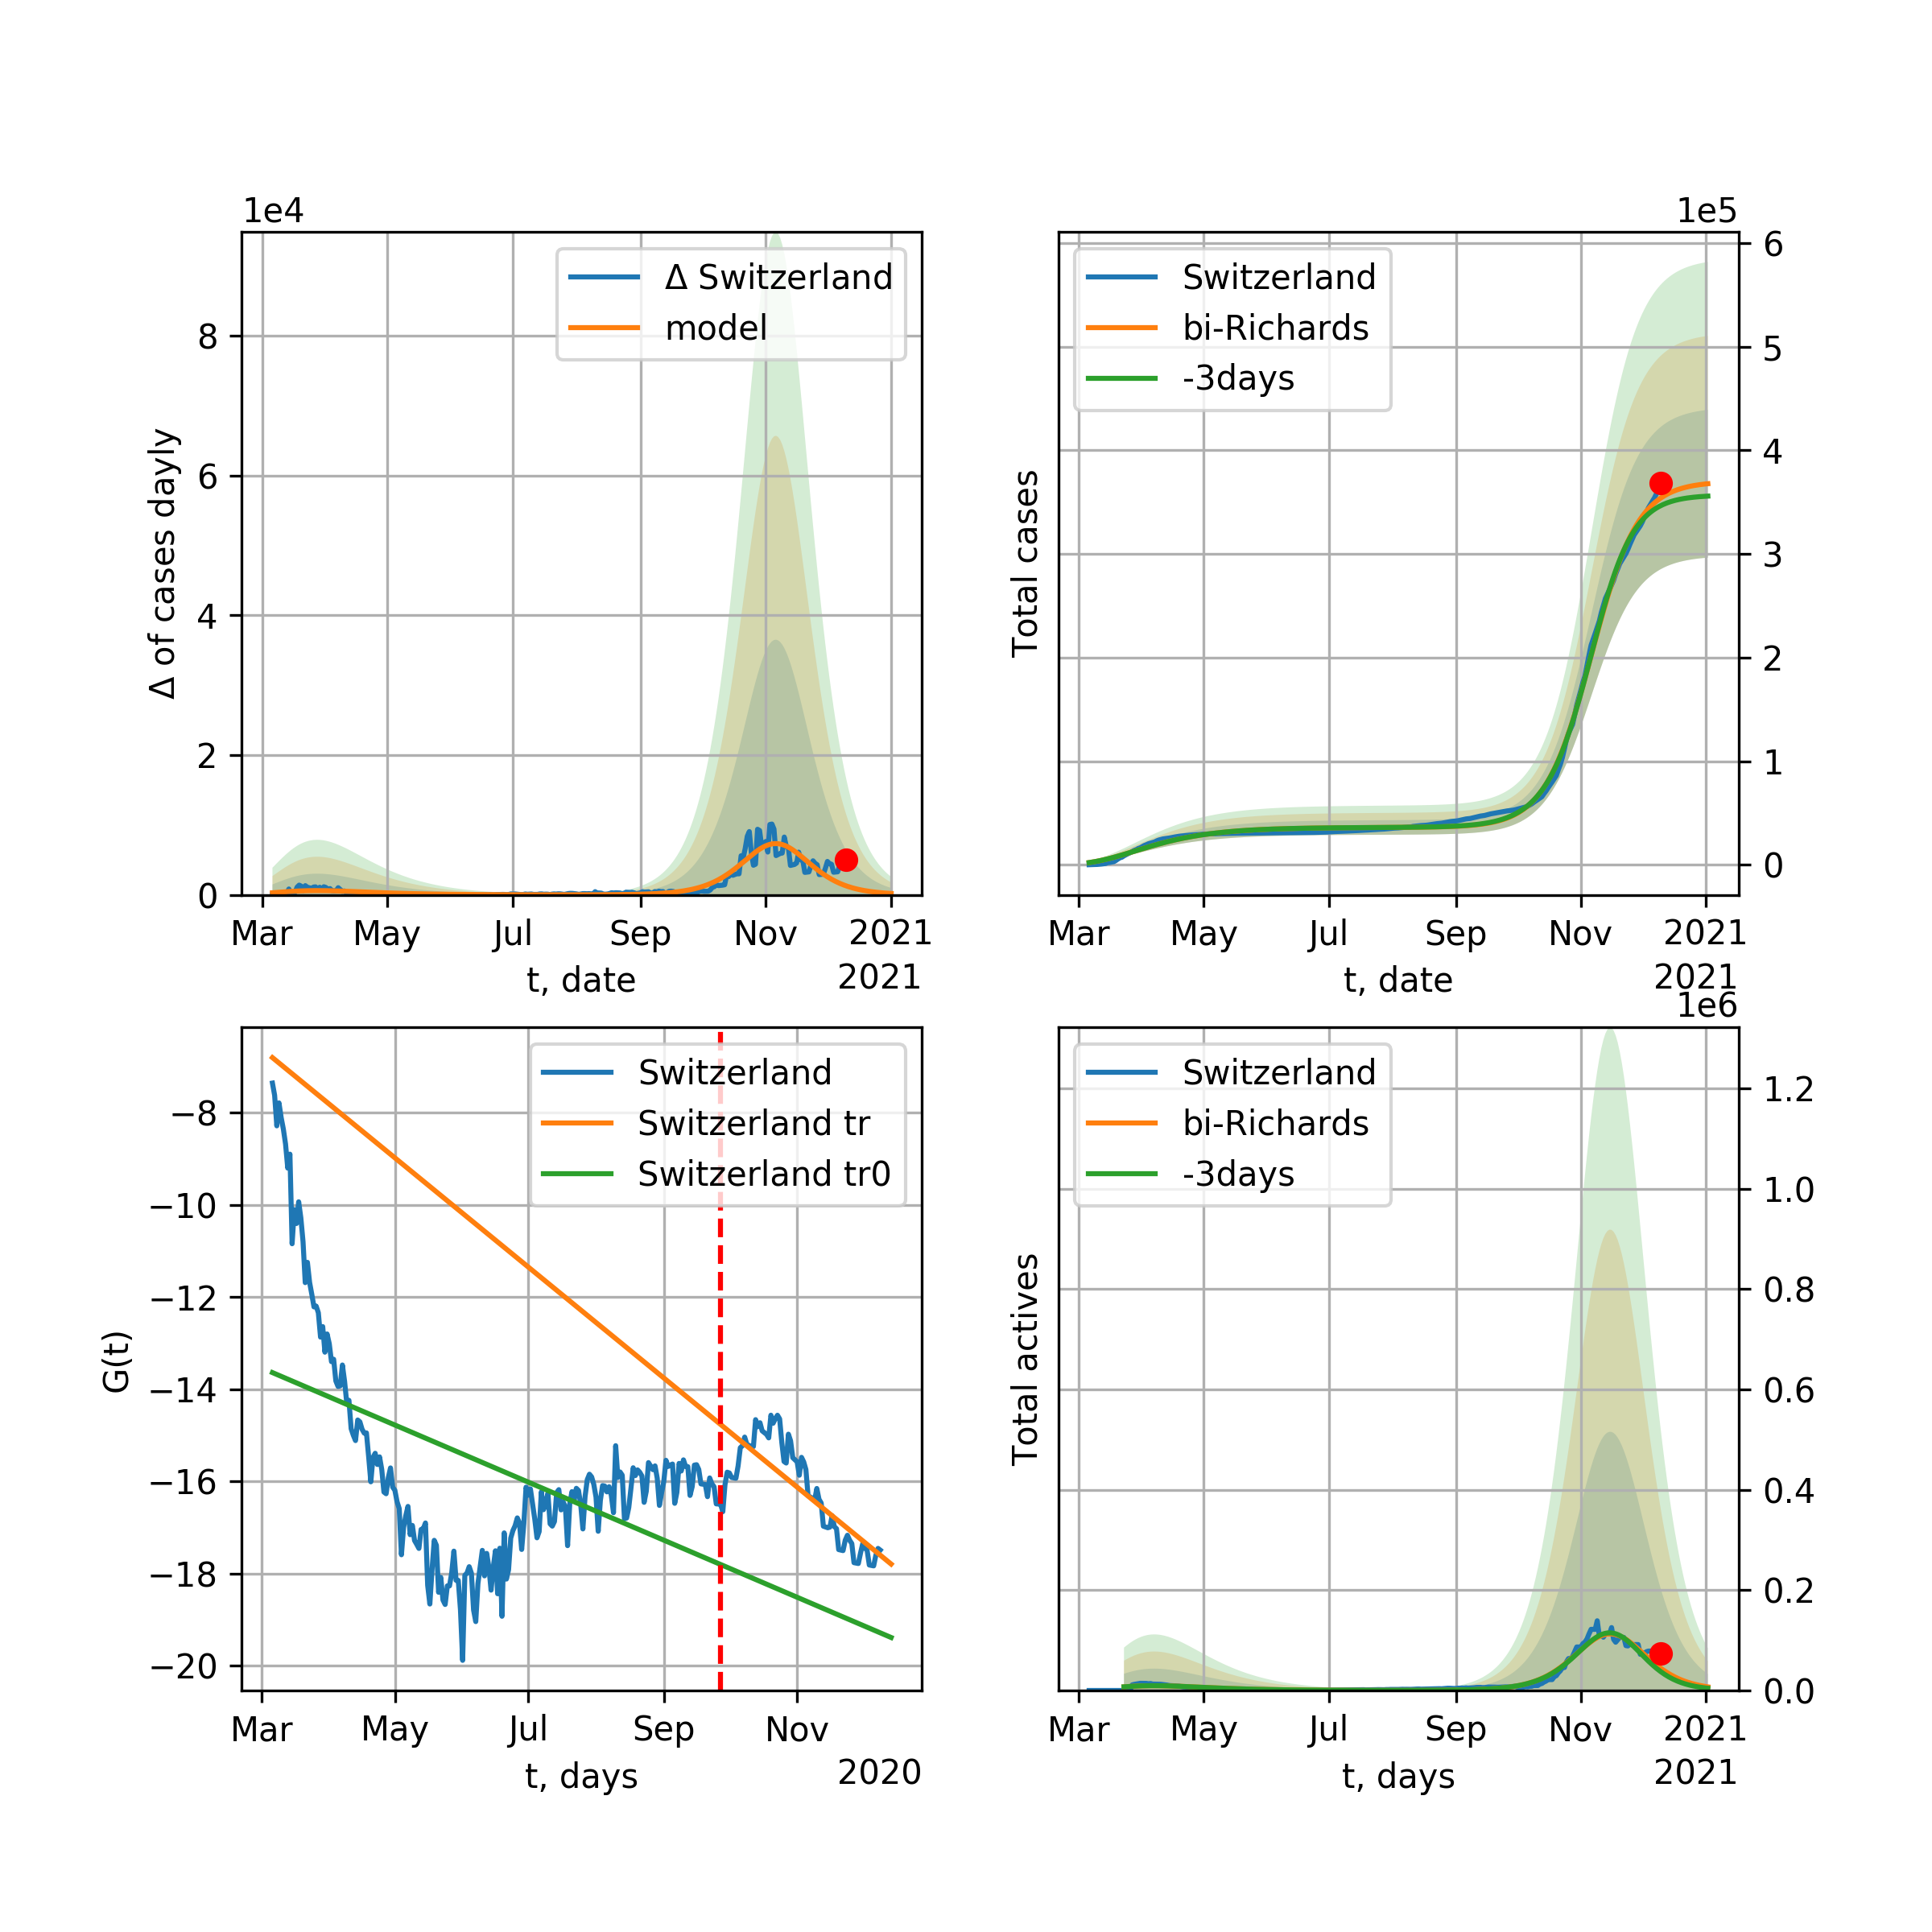 1e4
Δ Switzerland
model
8
6
4
2
0
Δ of cases dayly
Mar May Jul Sep Nov 2021
t, date
2021
1e5
Switzerland
bi-Richards
-3days
6
5
4
3
2
1
0
Total cases
Mar May Jul Sep Nov 2021
t, date
2021
Switzerland
Switzerland tr
Switzerland tr0
−8
−10
−12
−14
−16
−18
−20
G(t)
Mar May Jul Sep Nov
t, days
2020
1e6
Switzerland
bi-Richards
-3days
1.2
1.0
0.8
0.6
0.4
0.2
0.0
Total actives
Mar May Jul Sep Nov 2021
t, days
2021